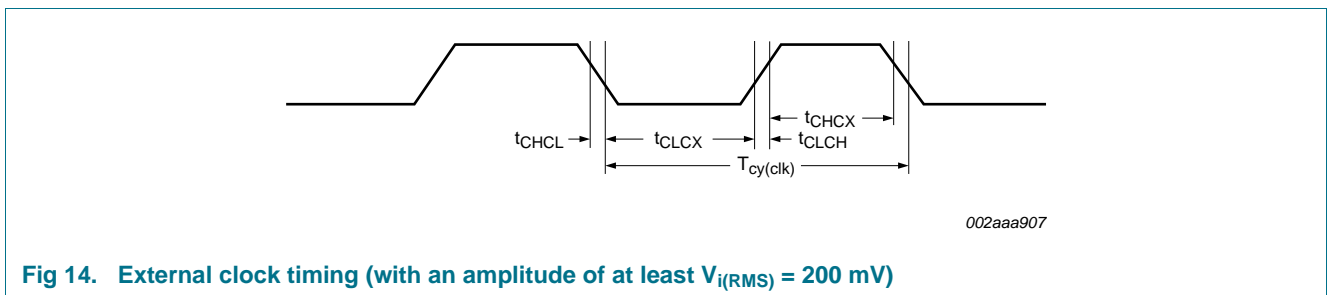 tCHCX
tCHCL tCLCX tCLCH
Tcy(clk)
002aaa907
Fig 14. External clock timing (with an amplitude of at least Vi(RMS) = 200 mV)